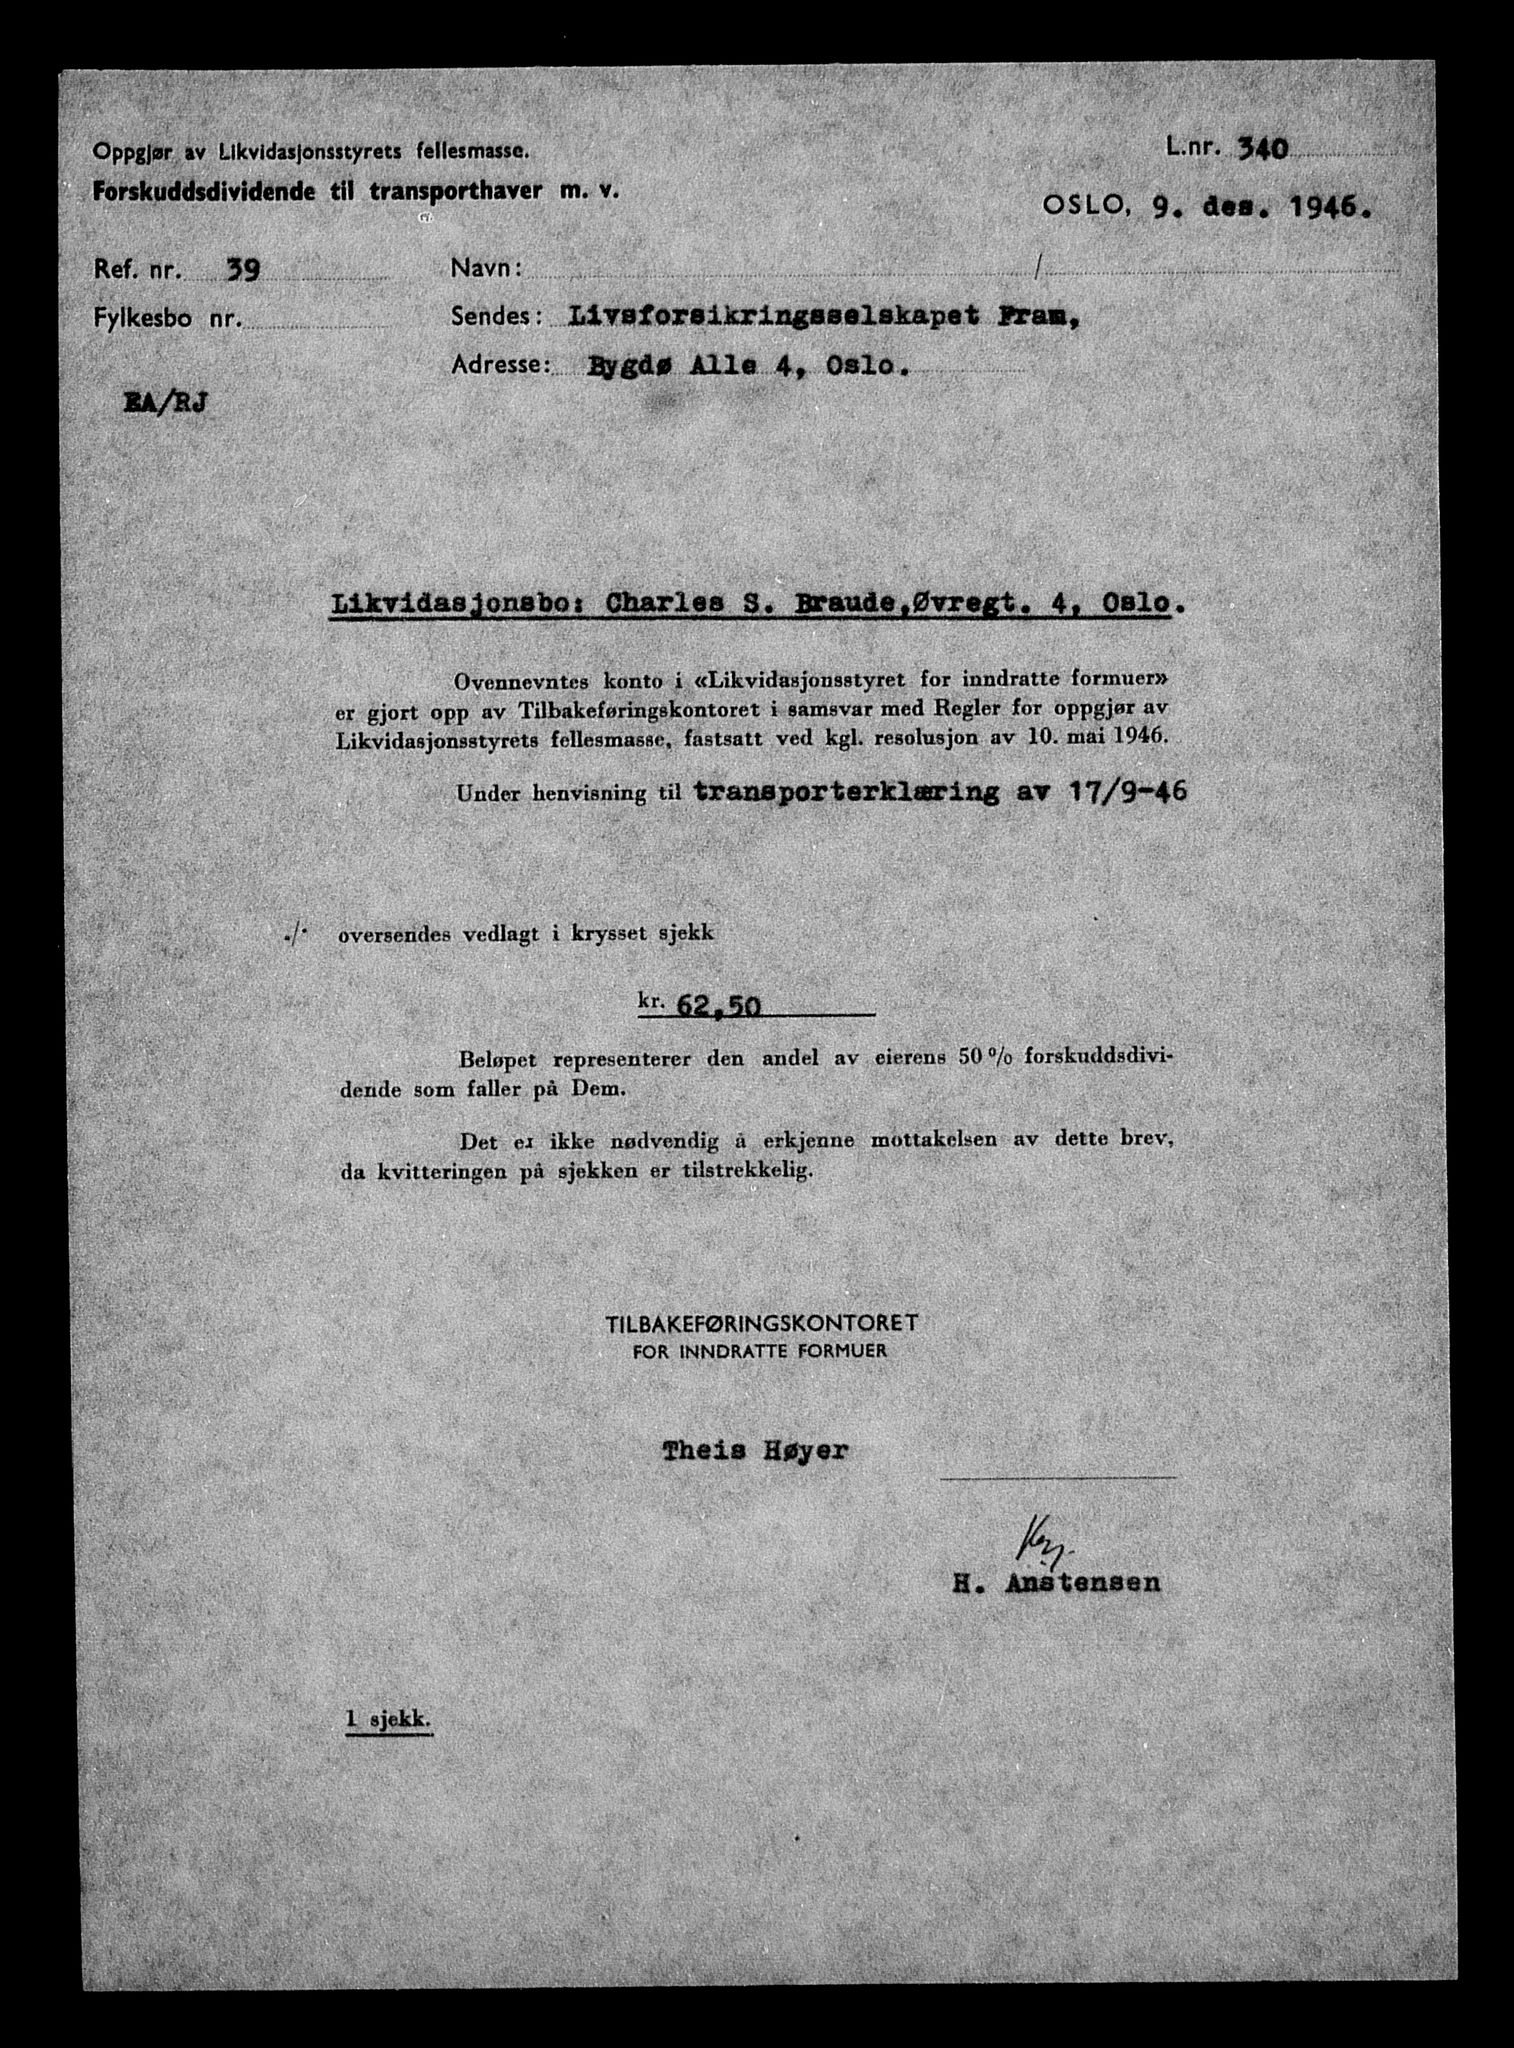 Oppgjør av Likvidasjonsstyrets fellesmasse.
L.nr. 340
Forskuddsdividende til transporthaver m. v.
OSLO, 9. des. 1946.
Ref. nr. 39
Navn: /
Fylkesbo nr.
Sendes: Livsforsikringsselskapet Fram,
Adresse: Bygdø Alle 4, Oslo.
EA/RJ
Likvidasjonsbo: Charles S. Braude, Øvregt. 4, Oslo.
Ovennevntes konto i «Likvidasjonsstyret for inndratte formuer»
er gjort opp av Tilbakeføringskontoret i samsvar med Regler for oppgjør av
Likvidasjonsstyrets fellesmasse, fastsatt ved kgl. resolusjon av 10. mai 1946.
Under henvisning til transporterklæring av 17/9-46
./. oversendes vedlagt i krysset sjekk
kr. 62,50
Beløpet representerer den andel av eierens 50 % forskuddsdivi-
dende som faller på Dem.
Det er ikke nødvendig å erkjenne mottakelsen av dette brev,
da kvitteringen på sjekken er tilstrekkelig.
TILBAKEFØRINGSKONTORET
FOR INNDRATTE FORMUER
Theis Høyer
H. Anstensen
1 sjekk.